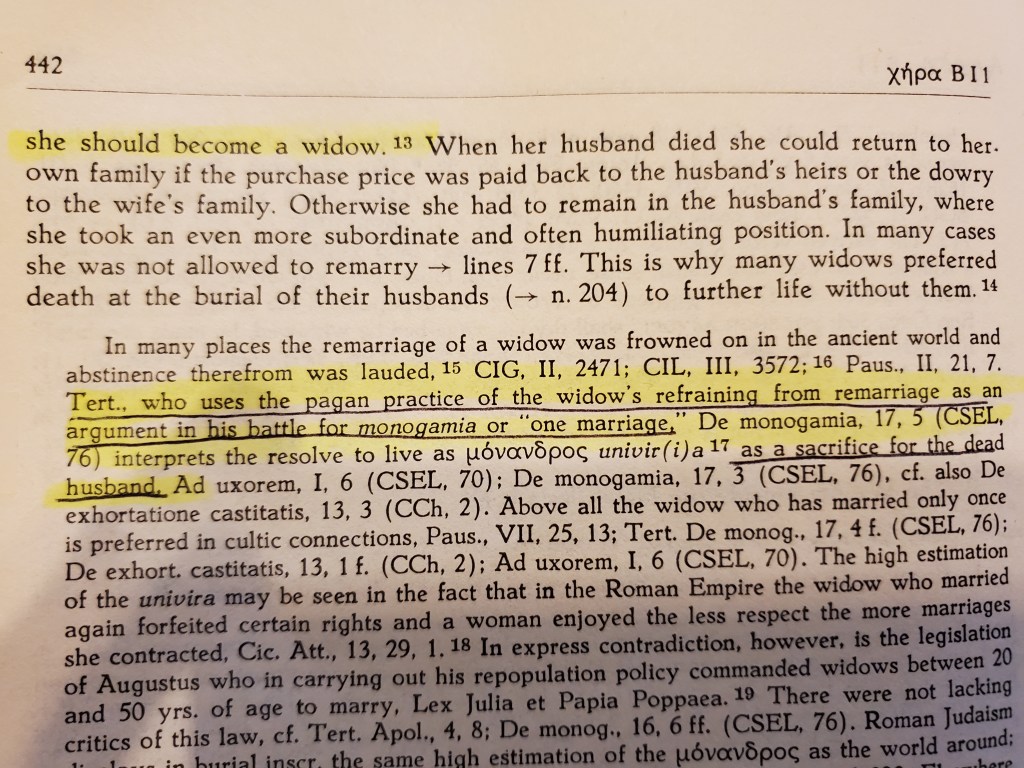 442
χήρα B I 1
she should become a widow. 13 When her husband died she could return to her.
own family if the purchase price was paid back to the husband's heirs or the dowry
to the wife's family. Otherwise she had to remain in the husband's family, where
she took an even more subordinate and often humiliating position. In many cases
she was not allowed to remarry → lines 7 ff. This is why many widows preferred
death at the burial of their husbands (→ n. 204) to further life without them. 14
In many places the remarriage of a widow was frowned on in the ancient world and
abstinence therefrom was lauded, 15 CIG, II, 2471; CIL, III, 3572; 16 Paus., II, 21, 7.
Tert., who uses the pagan practice of the widow's refraining from remarriage as an
argument in his battle for monogamia or "one marriage," De monogamia, 17, 5 (CSEL,
76) interprets the resolve to live as μόνανδρος univir(i)a 17 as a sacrifice for the dead
husband, Ad uxorem, I, 6 (CSEL, 70); De monogamia, 17, 3 (CSEL, 76), cf. also De
exhortatione castitatis, 13, 3 (CCh, 2). Above all the widow who has married only once
is preferred in cultic connections, Paus., VII, 25, 13; Tert. De monog., 17, 4 f. (CSEL, 76);
De exhort. castitatis, 13, 1 f. (CCh, 2); Ad uxorem, I, 6 (CSEL, 70). The high estimation
of the univira may be seen in the fact that in the Roman Empire the widow who married
again forfeited certain rights and a woman enjoyed the less respect the more marriages
she contracted, Cic. Att., 13, 29, 1. 18 In express contradiction, however, is the legislation
of Augustus who in carrying out his repopulation policy commanded widows between 20
and 50 yrs. of age to marry, Lex Julia et Papia Poppaea. 19 There were not lacking
critics of this law, cf. Tert. Apol., 4, 8; De monog., 16, 6 ff. (CSEL, 76). Roman Judaism
in burial inscr. the same high estimation of the μόνανδρος as the world around;